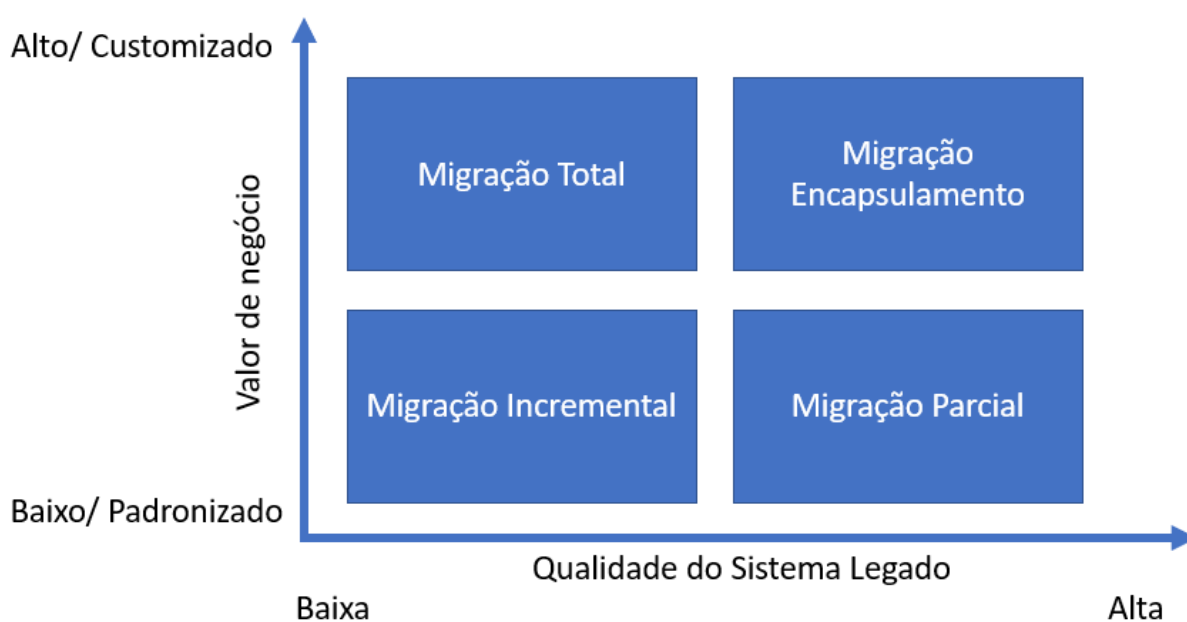 Alto/ Customizado
Migração Total
Migração
Encapsulamento
Valor de negócio
Migração Incremental
Migração Parcial
Baixo/ Padronizado
Qualidade do Sistema Legado
Baixa
Alta